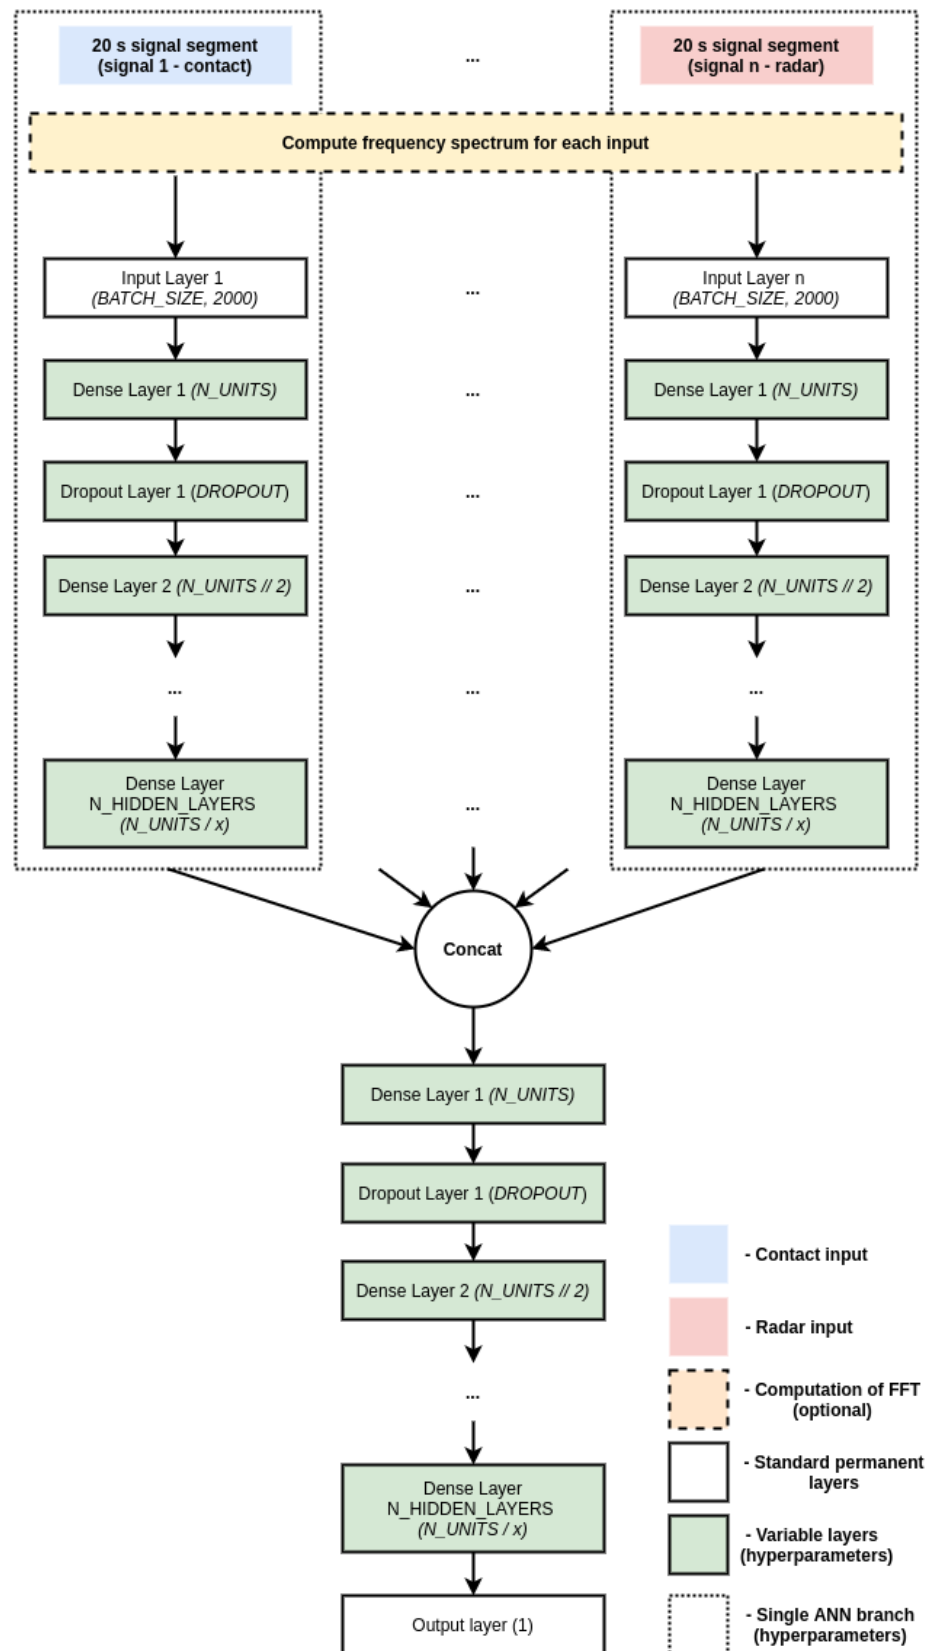 20 s signal segment
(signal 1 - contact)
...
20 s signal segment
(signal n - radar)
Compute frequency spectrum for each input
Input Layer 1
(BATCH_SIZE, 2000)
...
Input Layer n
(BATCH_SIZE, 2000)
Dense Layer 1 (N_UNITS)
...
Dense Layer 1 (N_UNITS)
Dropout Layer 1 (DROPOUT)
...
Dropout Layer 1 (DROPOUT)
Dense Layer 2 (N_UNITS // 2)
...
Dense Layer 2 (N_UNITS // 2)
...
...
...
Dense Layer
N_HIDDEN_LAYERS
(N_UNITS / x)
...
Dense Layer
N_HIDDEN_LAYERS
(N_UNITS / x)
Concat
Dense Layer 1 (N_UNITS)
Dropout Layer 1 (DROPOUT)
Dense Layer 2 (N_UNITS // 2)
...
Dense Layer
N_HIDDEN_LAYERS
(N_UNITS / x)
Output layer (1)
- Contact input
- Radar input
- Computation of FFT
(optional)
- Standard permanent
layers
- Variable layers
(hyperparameters)
- Single ANN branch
(hyperparameters)